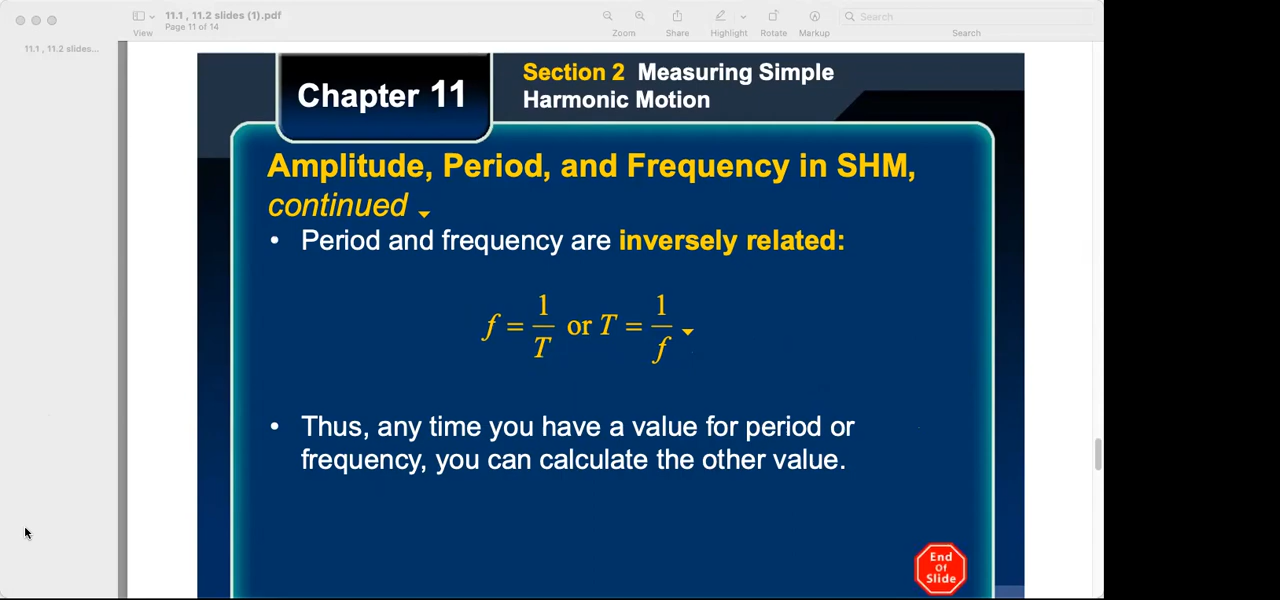 11.1 , 11.2 slides (1).pdf
Page 11 of 14
View
Zoom
Share
Highlight
Rotate
Markup
Search
Search
11.1 , 11.2 slides...
Chapter 11
Section 2 Measuring Simple
Harmonic Motion
Amplitude, Period, and Frequency in SHM,
continued
• Period and frequency are inversely related:
f = 1/T or T = 1/f
• Thus, any time you have a value for period or
frequency, you can calculate the other value.
End
Of
Slide